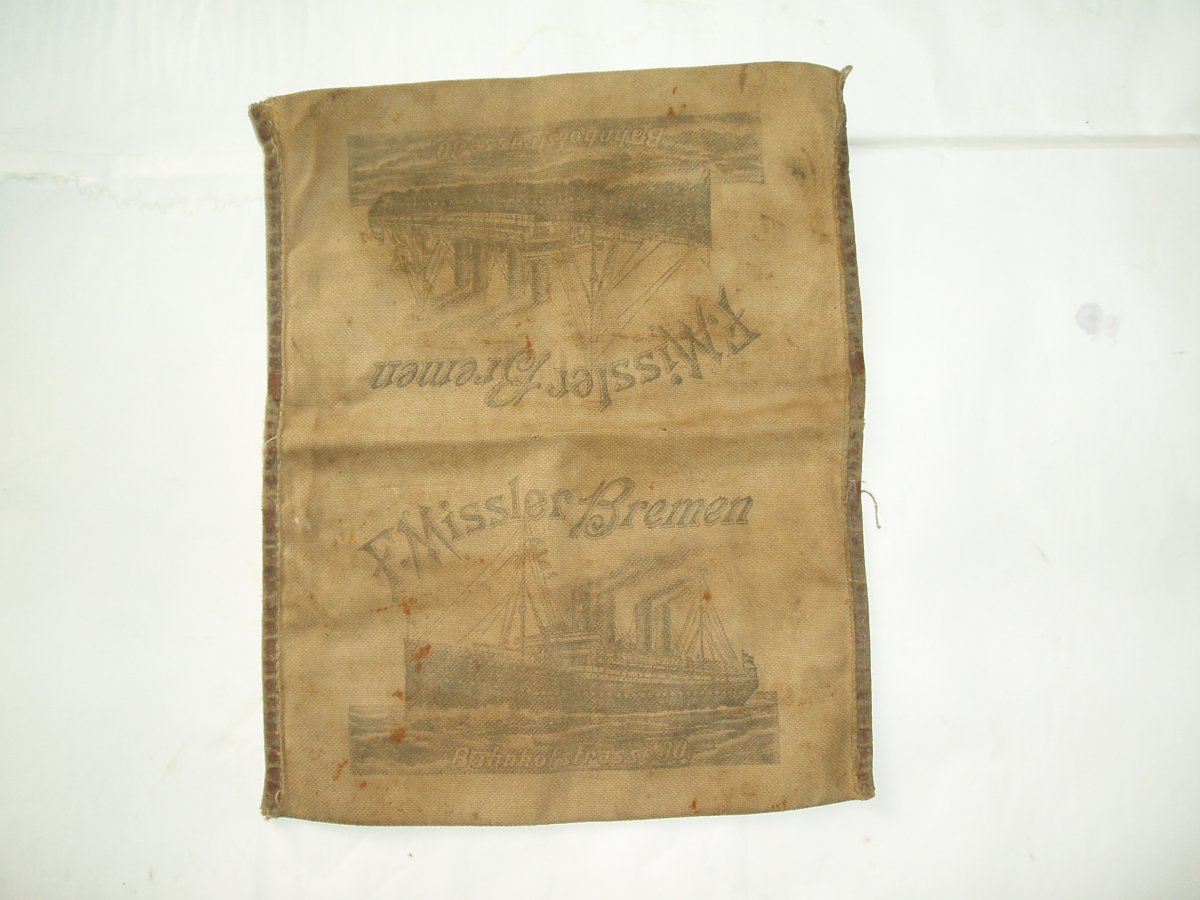 Bahnhofstrasse 30
F. Missler Bremen
F. Missler Bremen
Bahnhofstrasse 30.